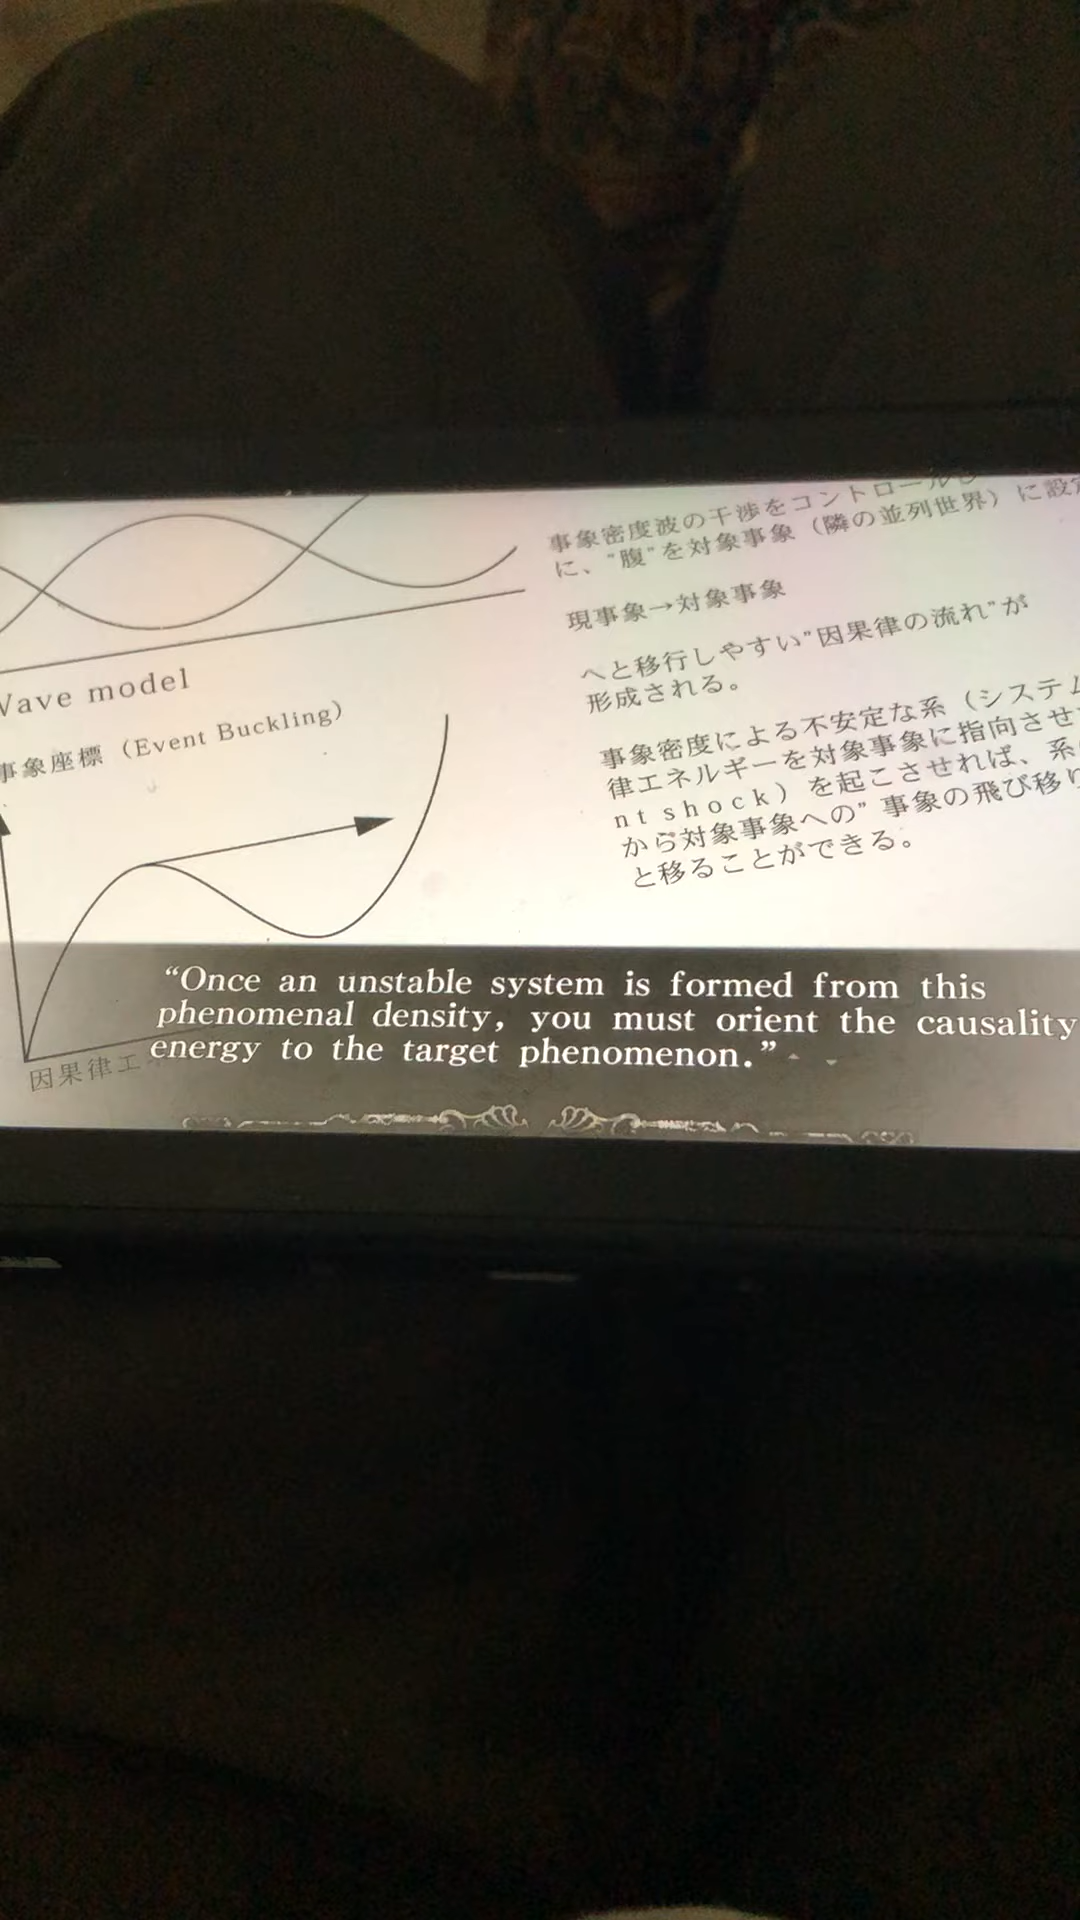 Wave model
事象座標（Event Buckling）
因果律エ
事象密度波の干渉をコントロールし
に、"腹"を対象事象（隣の並列世界）に設定
現事象→対象事象
へと移行しやすい"因果律の流れ"が
形成される。
事象密度による不安定な系（システム
律エネルギーを対象事象に指向させ
ｎｔ ｓｈｏｃｋ）を起こさせれば、系
から対象事象への" 事象の飛び移り
と移ることができる。
“Once an unstable system is formed from this
phenomenal density, you must orient the causality
energy to the target phenomenon.”